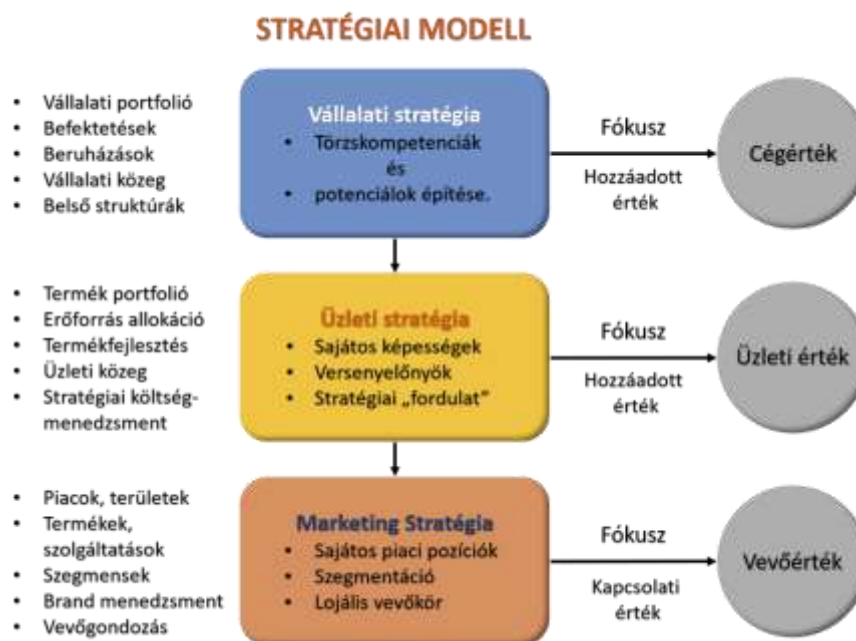 STRATÉGIAI MODELL
• Vállalati portfolió
• Befektetések
• Beruházások
• Vállalati közeg
• Belső struktúrák
Vállalati stratégia
• Törzskompetenciák
és
• potenciálok építése.
Fókusz
Hozzáadott
érték
Cégérték
• Termék portfolió
• Erőforrás allokáció
• Termékfejlesztés
• Üzleti közeg
• Stratégiai költség-
menedzsment
Üzleti stratégia
• Sajátos képességek
• Versenyelőnyök
• Stratégiai „fordulat”
Fókusz
Hozzáadott
érték
Üzleti érték
• Piacok, területek
• Termékek,
szolgáltatások
• Szegmensek
• Brand menedzsment
• Vevőgondozás
Marketing Stratégia
• Sajátos piaci pozíciók
• Szegmentáció
• Lojális vevőkör
Fókusz
Kapcsolati
érték
Vevőérték